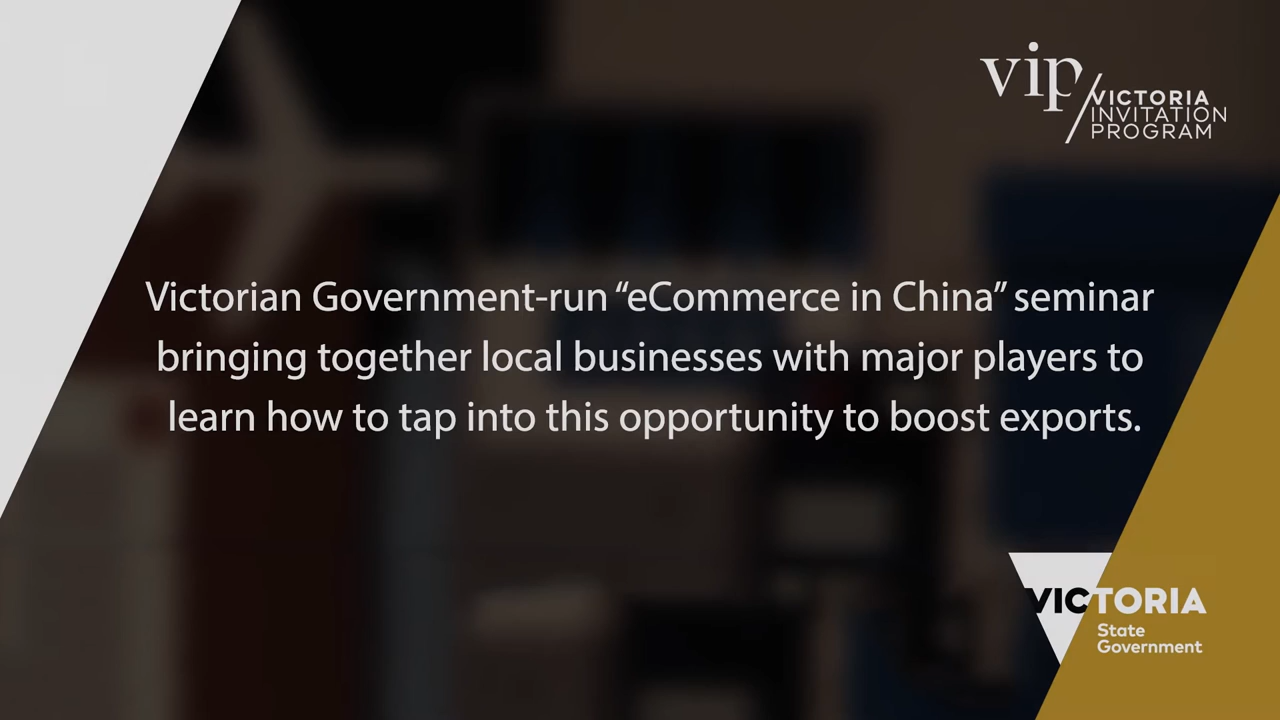 vip
VICTORIA
INVITATION
PROGRAM
Victorian Government-run “eCommerce in China” seminar
bringing together local businesses with major players to
learn how to tap into this opportunity to boost exports.
VICTORIA
State
Government